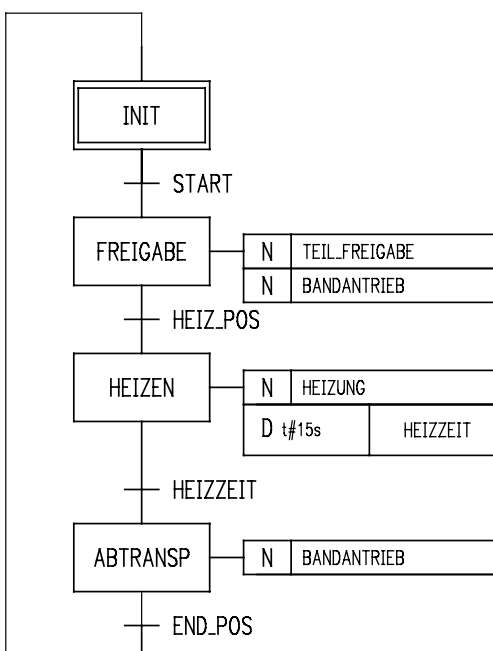 INIT
START
FREIGABE N TEIL_FREIGABE
N BANDANTRIEB
HEIZ_POS
HEIZEN N HEIZUNG
D t#15s HEIZZEIT
HEIZZEIT
ABTRANSP N BANDANTRIEB
END_POS